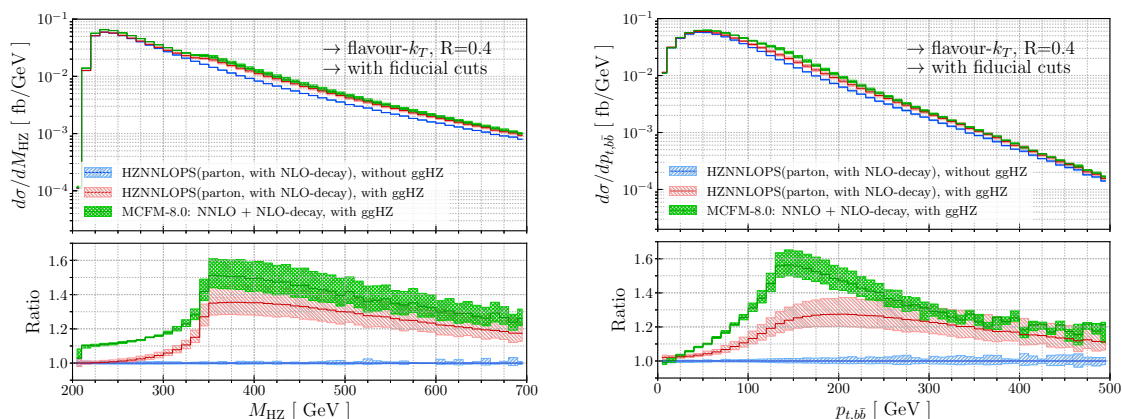 10⁻¹
10⁻²
10⁻³
10⁻⁴
dσ/dM_HZ [ fb/GeV ]
→ flavour-k_T, R=0.4
→ with fiducial cuts
HZNNLOPS(parton, with NLO-decay), without ggHZ
HZNNLOPS(parton, with NLO-decay), with ggHZ
MCFM-8.0: NNLO + NLO-decay, with ggHZ
1.6
1.4
1.2
1.0
Ratio
200 300 400 500 600 700
M_HZ [ GeV ]
10⁻¹
10⁻²
10⁻³
10⁻⁴
dσ/dp_{t,bb̄} [ fb/GeV ]
→ flavour-k_T, R=0.4
→ with fiducial cuts
HZNNLOPS(parton, with NLO-decay), without ggHZ
HZNNLOPS(parton, with NLO-decay), with ggHZ
MCFM-8.0: NNLO + NLO-decay, with ggHZ
1.6
1.4
1.2
1.0
Ratio
0 100 200 300 400 500
p_{t,bb̄} [ GeV ]